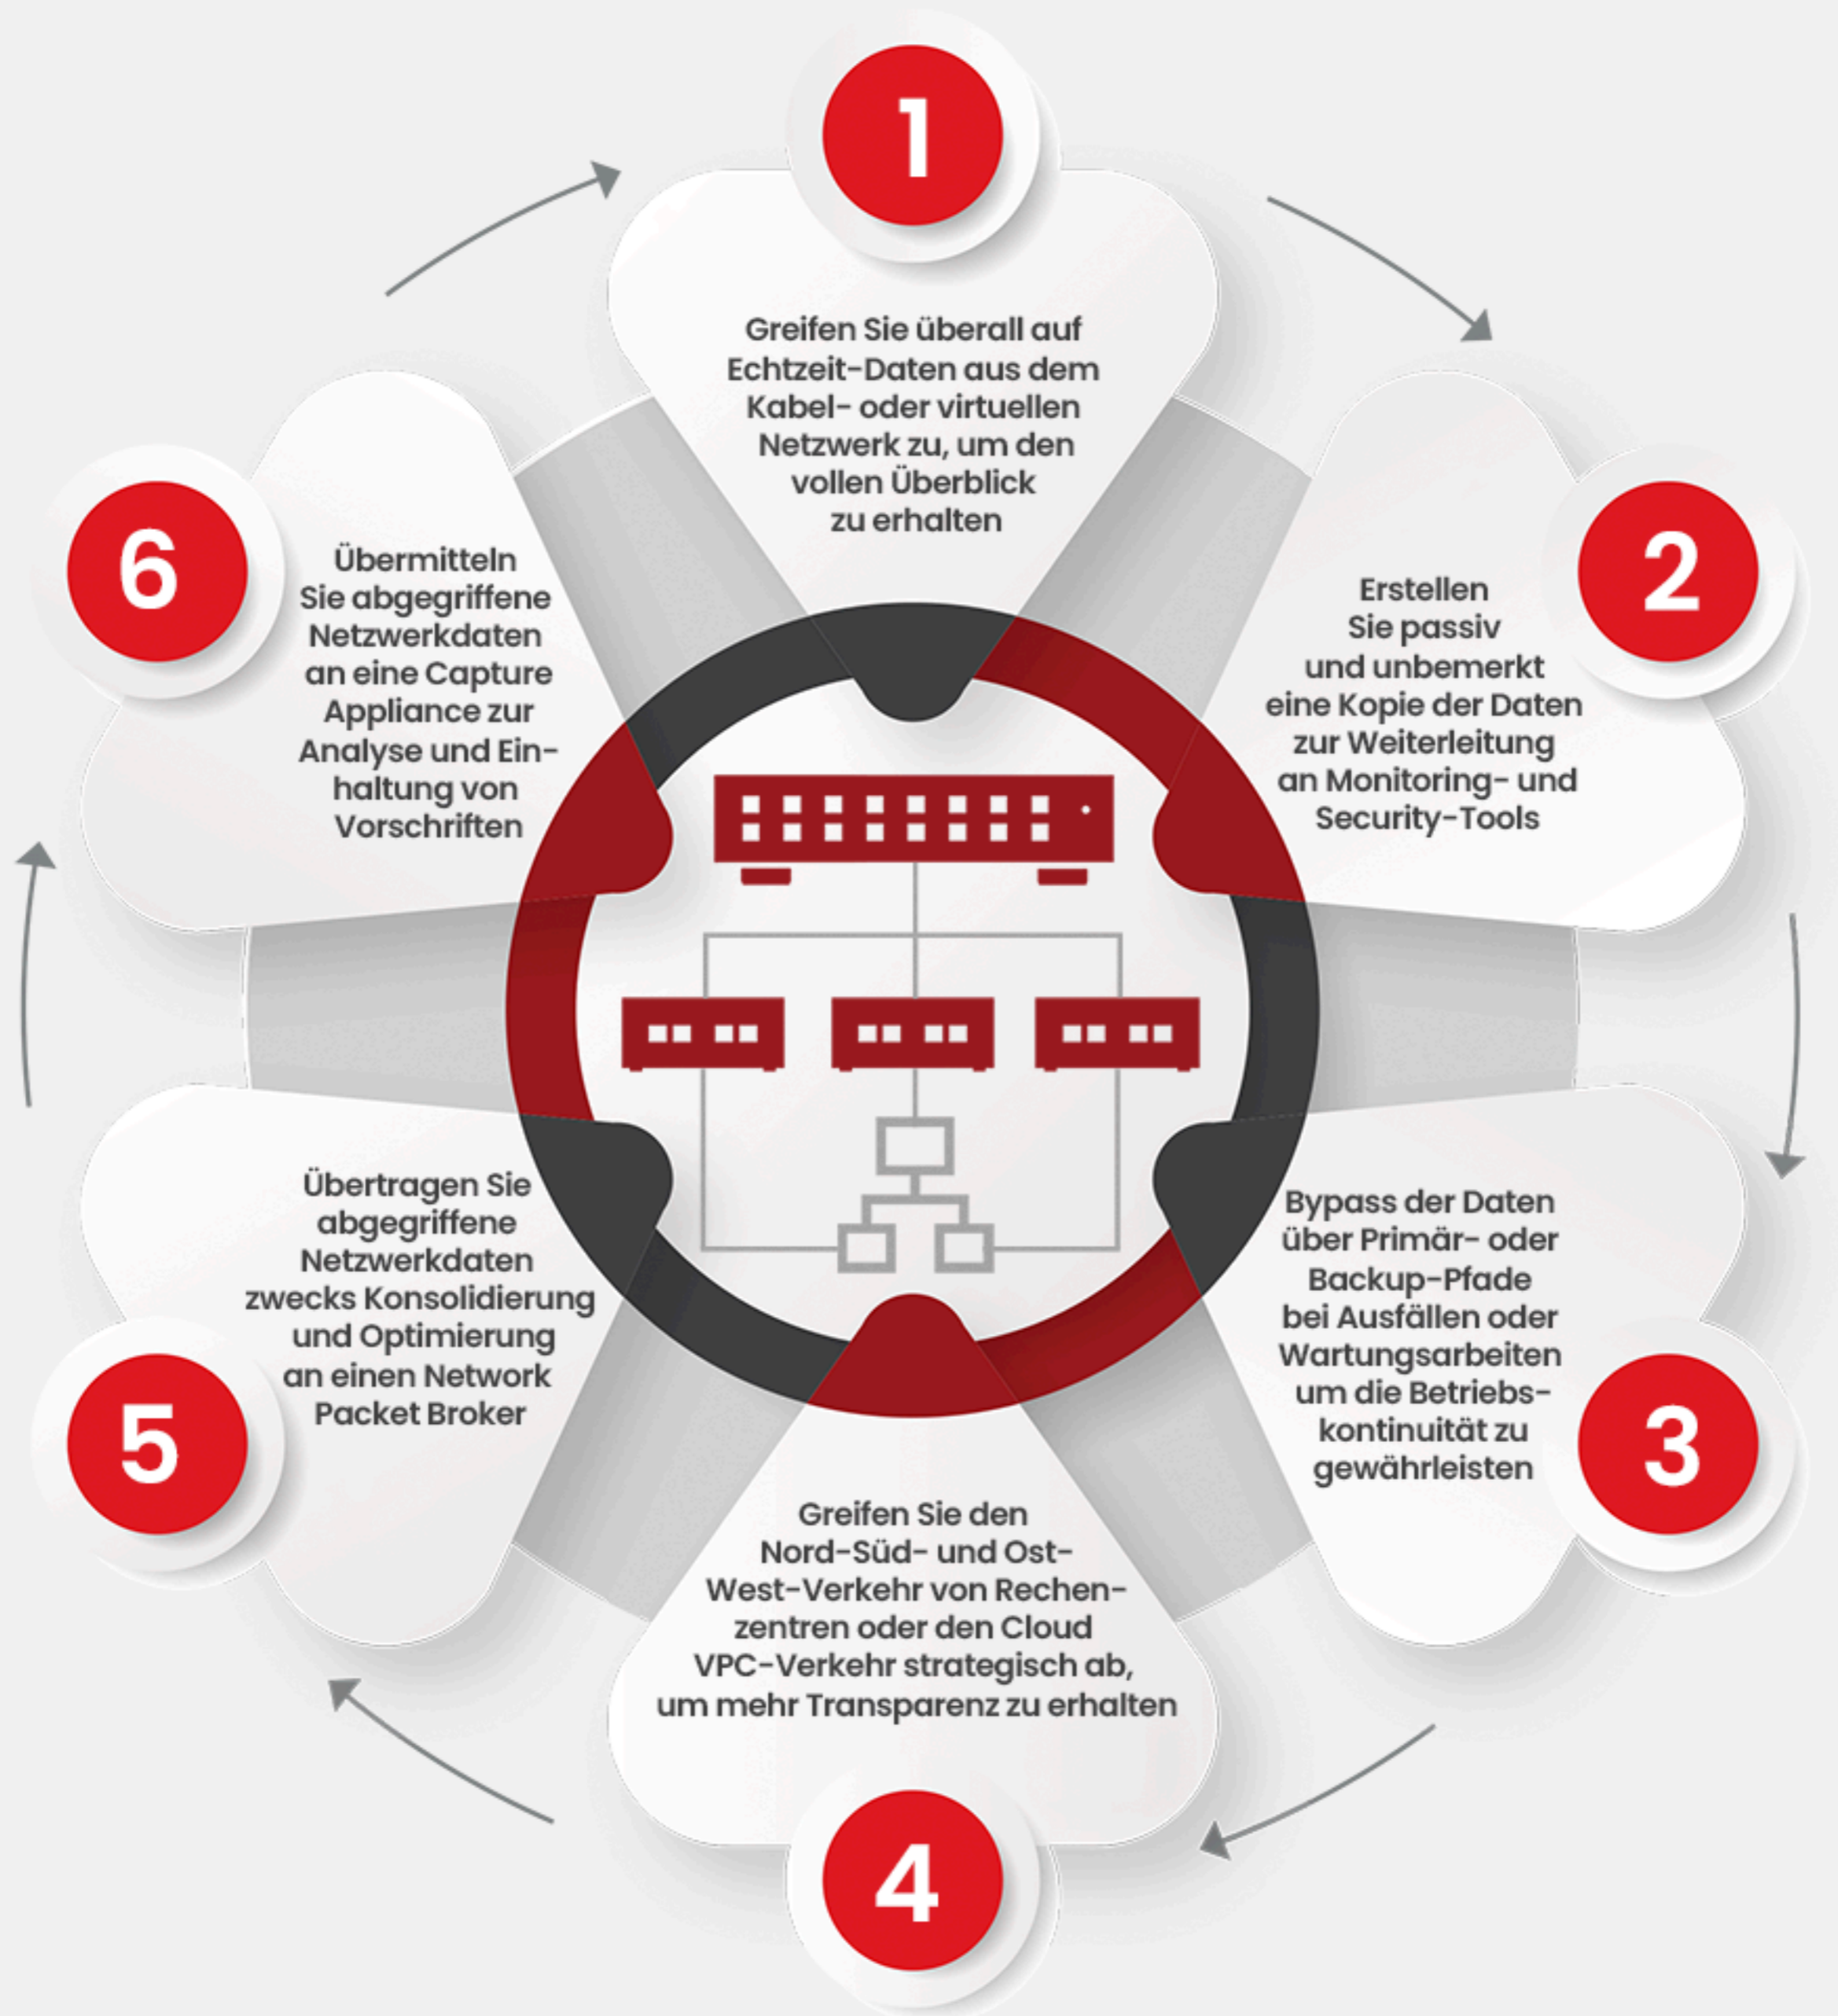 1
Greifen Sie überall auf
Echtzeit-Daten aus dem
Kabel- oder virtuellen
Netzwerk zu, um den
vollen Überblick
zu erhalten
2
Erstellen
Sie passiv
und unbemerkt
eine Kopie der Daten
zur Weiterleitung
an Monitoring- und
Security-Tools
3
Bypass der Daten
über Primär- oder
Backup-Pfade
bei Ausfällen oder
Wartungsarbeiten
um die Betriebs-
kontinuität zu
gewährleisten
4
Greifen Sie den
Nord-Süd- und Ost-
West-Verkehr von Rechen-
zentren oder den Cloud
VPC-Verkehr strategisch ab,
um mehr Transparenz zu erhalten
5
Übertragen Sie
abgegriffene
Netzwerkdaten
zwecks Konsolidierung
und Optimierung
an einen Network
Packet Broker
6
Übermitteln
Sie abgegriffene
Netzwerkdaten
an eine Capture
Appliance zur
Analyse und Ein-
haltung von
Vorschriften